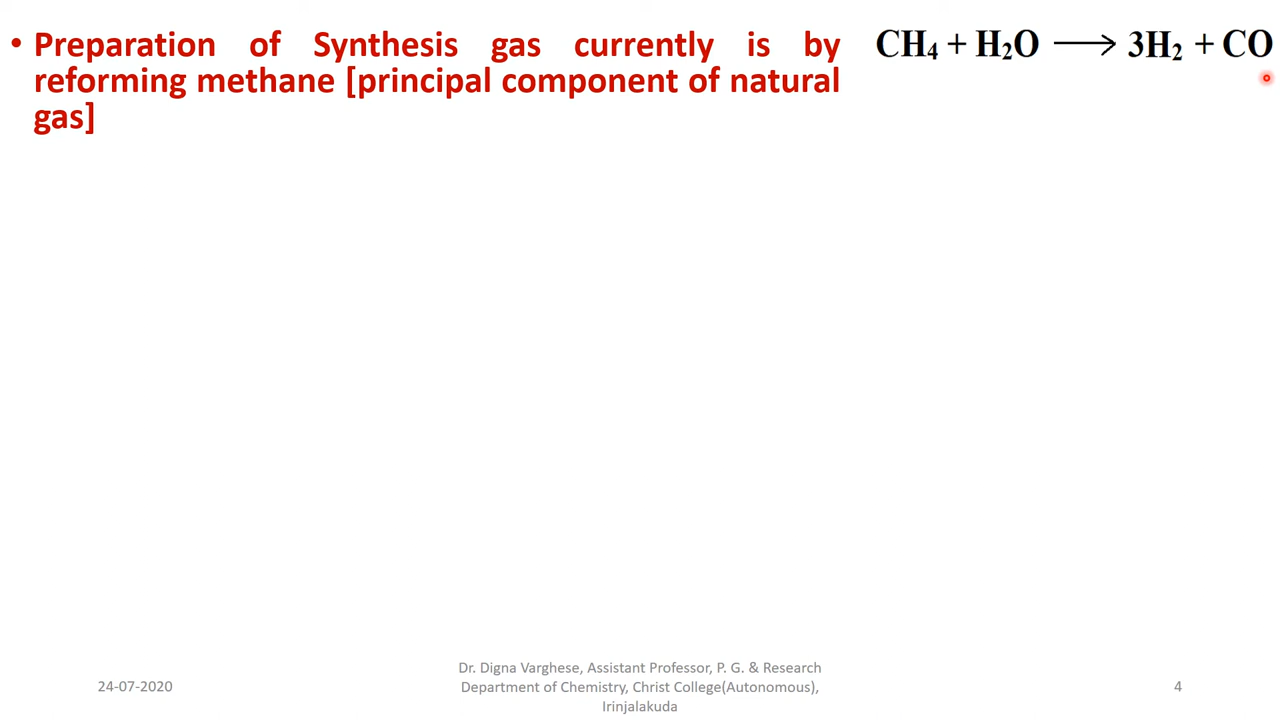 • Preparation of Synthesis gas currently is by
reforming methane [principal component of natural
gas]
CH₄ + H₂O ⟶ 3H₂ + CO
24-07-2020
Dr. Digna Varghese, Assistant Professor, P. G. & Research
Department of Chemistry, Christ College(Autonomous),
Irinjalakuda
4